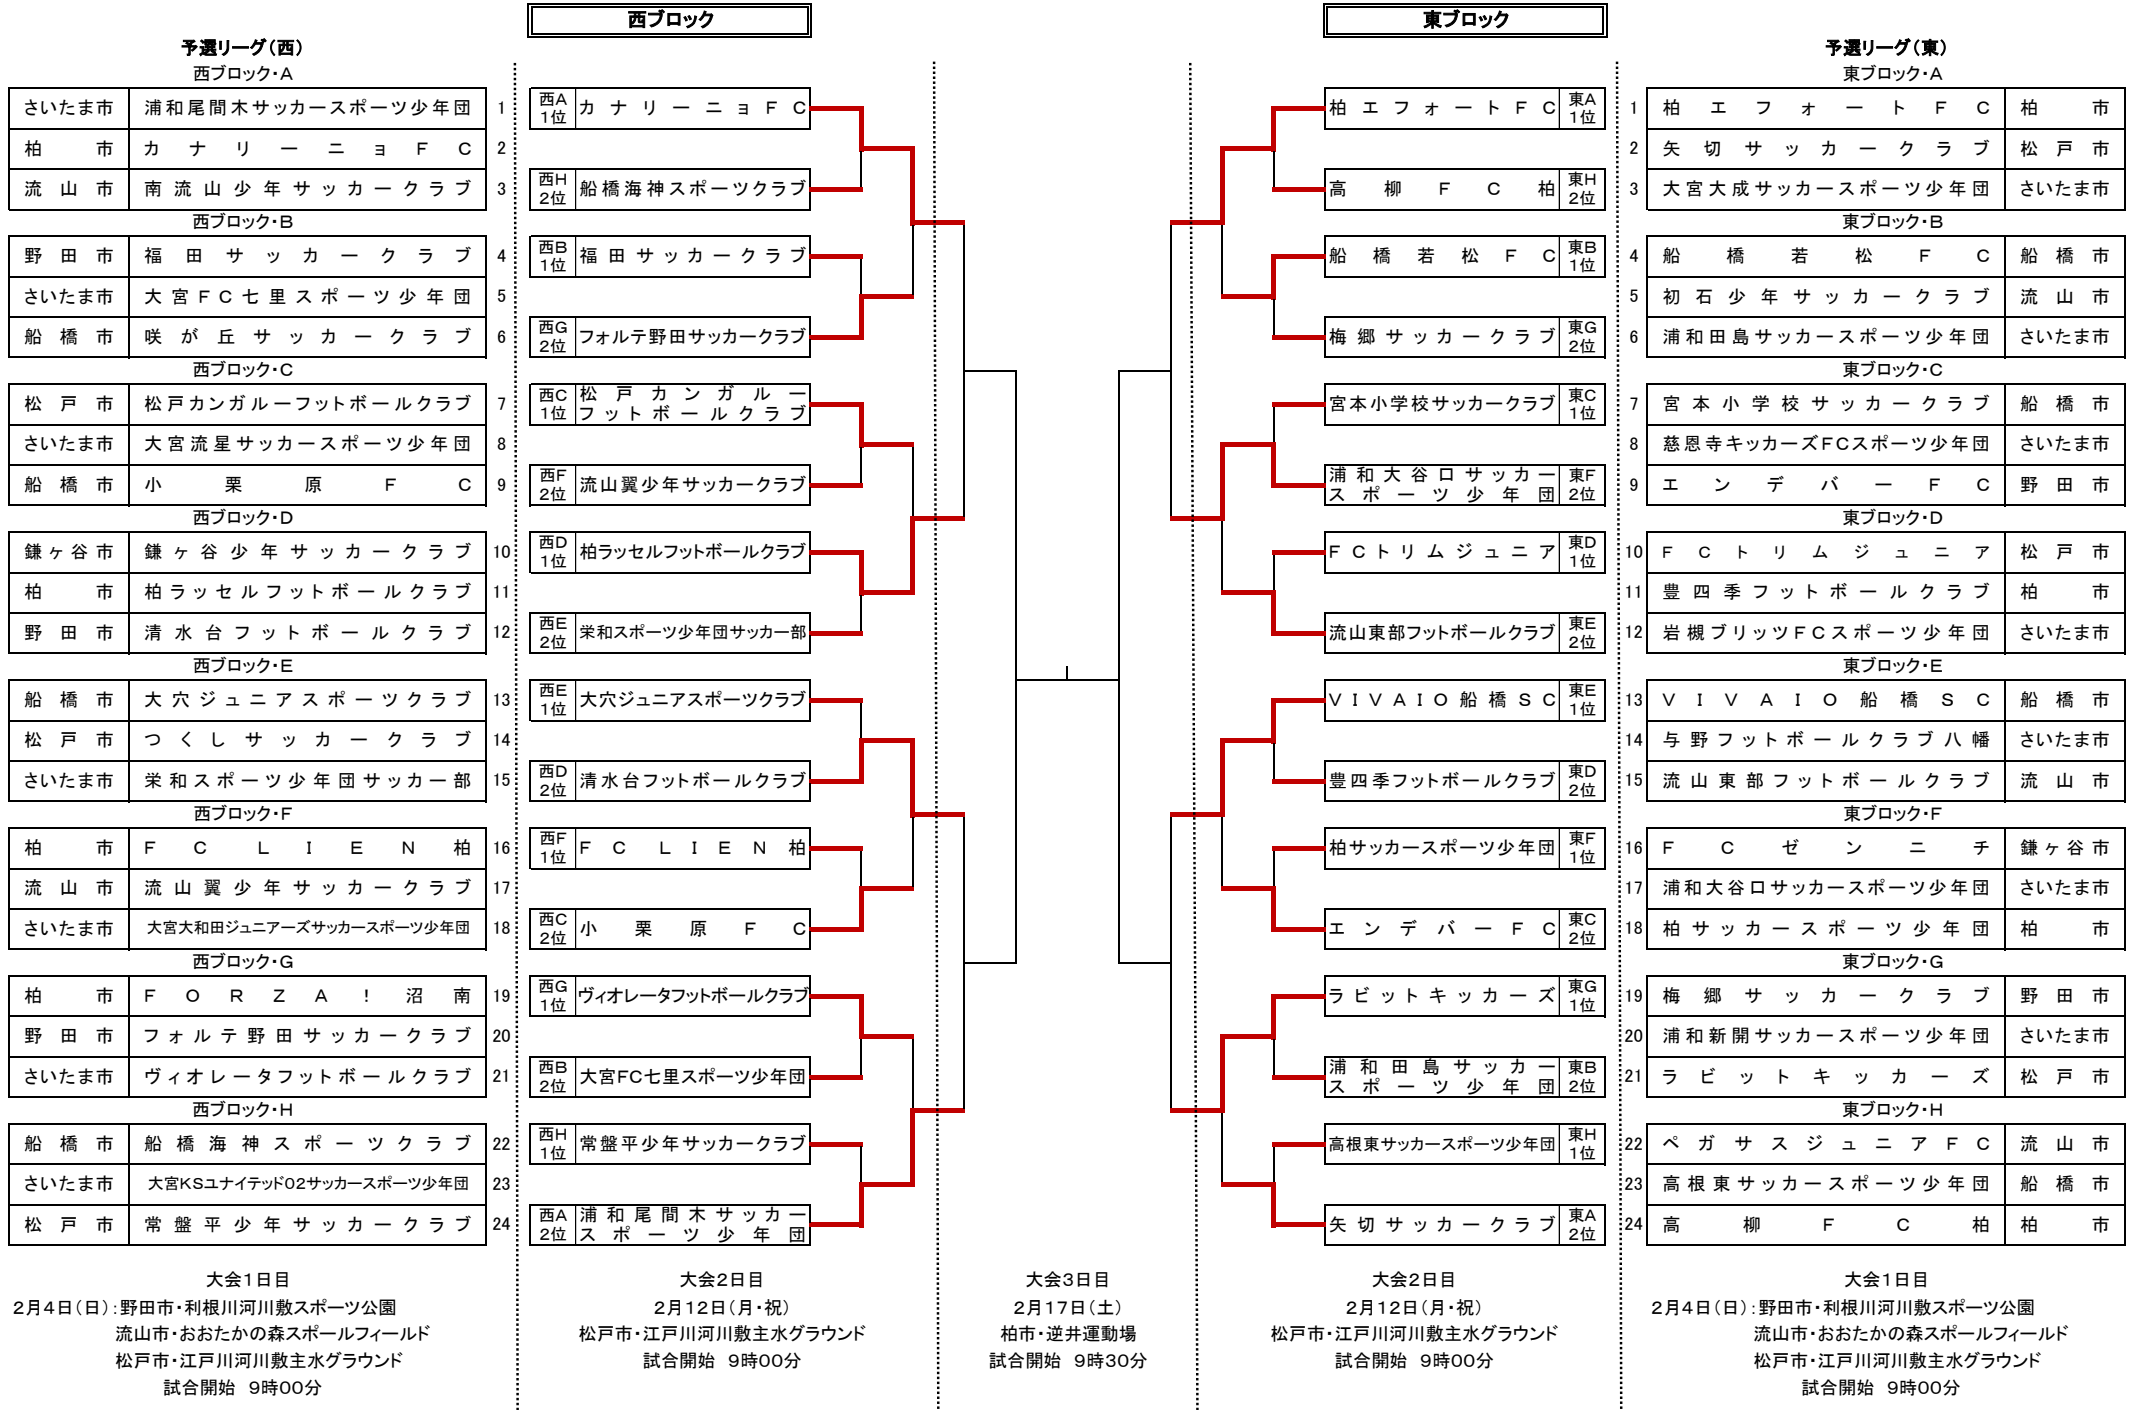 西ブロック
東ブロック
予選リーグ（西）
西ブロック・A
さいたま市 浦和尾間木サッカースポーツ少年団 1
柏市 カナリーニョFC 2
流山市 南流山少年サッカークラブ 3
西ブロック・B
野田市 福田サッカークラブ 4
さいたま市 大宮FC七里スポーツ少年団 5
船橋市 咲が丘サッカークラブ 6
西ブロック・C
松戸市 松戸カンガルーフットボールクラブ 7
さいたま市 大宮流星サッカースポーツ少年団 8
船橋市 小栗原FC 9
西ブロック・D
鎌ヶ谷市 鎌ヶ谷少年サッカークラブ 10
柏市 柏ラッセルフットボールクラブ 11
野田市 清水台フットボールクラブ 12
西ブロック・E
船橋市 大穴ジュニアスポーツクラブ 13
松戸市 つくしサッカークラブ 14
さいたま市 栄和スポーツ少年団サッカー部 15
西ブロック・F
柏市 FC LIEN柏 16
流山市 流山翼少年サッカークラブ 17
さいたま市 大宮大和田ジュニアーズサッカースポーツ少年団 18
西ブロック・G
柏市 FORZA！沼南 19
野田市 フォルテ野田サッカークラブ 20
さいたま市 ヴィオレータフットボールクラブ 21
西ブロック・H
船橋市 船橋海神スポーツクラブ 22
さいたま市 大宮KSユナイテッド02サッカースポーツ少年団 23
松戸市 常盤平少年サッカークラブ 24
大会1日目
2月4日（日）：野田市・利根川河川敷スポーツ公園
流山市・おおたかの森スポールフィールド
松戸市・江戸川河川敷主水グラウンド
試合開始 9時00分
西A1位 カナリーニョFC
西H2位 船橋海神スポーツクラブ
西B1位 福田サッカークラブ
西G2位 フォルテ野田サッカークラブ
西C1位 松戸カンガルー
フットボールクラブ
西F2位 流山翼少年サッカークラブ
西D1位 柏ラッセルフットボールクラブ
西E2位 栄和スポーツ少年団サッカー部
西E1位 大穴ジュニアスポーツクラブ
西D2位 清水台フットボールクラブ
西F1位 FC LIEN柏
西C2位 小栗原FC
西G1位 ヴィオレータフットボールクラブ
西B2位 大宮FC七里スポーツ少年団
西H1位 常盤平少年サッカークラブ
西A2位 浦和尾間木サッカー
スポーツ少年団
大会2日目
2月12日（月・祝）
松戸市・江戸川河川敷主水グラウンド
試合開始 9時00分
大会3日目
2月17日（土）
柏市・逆井運動場
試合開始 9時30分
柏エフォートFC 東A1位
高柳FC柏 東H2位
船橋若松FC 東B1位
梅郷サッカークラブ 東G2位
宮本小学校サッカークラブ 東C1位
浦和大谷口サッカー
スポーツ少年団 東F2位
FCトリムジュニア 東D1位
流山東部フットボールクラブ 東E2位
VIVAIO船橋SC 東E1位
豊四季フットボールクラブ 東D2位
柏サッカースポーツ少年団 東F1位
エンデバーFC 東C2位
ラビットキッカーズ 東G1位
浦和田島サッカー
スポーツ少年団 東B2位
高根東サッカースポーツ少年団 東H1位
矢切サッカークラブ 東A2位
大会2日目
2月12日（月・祝）
松戸市・江戸川河川敷主水グラウンド
試合開始 9時00分
予選リーグ（東）
東ブロック・A
1 柏エフォートFC 柏市
2 矢切サッカークラブ 松戸市
3 大宮大成サッカースポーツ少年団 さいたま市
東ブロック・B
4 船橋若松FC 船橋市
5 初石少年サッカークラブ 流山市
6 浦和田島サッカースポーツ少年団 さいたま市
東ブロック・C
7 宮本小学校サッカークラブ 船橋市
8 慈恩寺キッカーズFCスポーツ少年団 さいたま市
9 エンデバーFC 野田市
東ブロック・D
10 FCトリムジュニア 松戸市
11 豊四季フットボールクラブ 柏市
12 岩槻ブリッツFCスポーツ少年団 さいたま市
東ブロック・E
13 VIVAIO船橋SC 船橋市
14 与野フットボールクラブ八幡 さいたま市
15 流山東部フットボールクラブ 流山市
東ブロック・F
16 FCゼンニチ 鎌ヶ谷市
17 浦和大谷口サッカースポーツ少年団 さいたま市
18 柏サッカースポーツ少年団 柏市
東ブロック・G
19 梅郷サッカークラブ 野田市
20 浦和新開サッカースポーツ少年団 さいたま市
21 ラビットキッカーズ 松戸市
東ブロック・H
22 ペガサスジュニアFC 流山市
23 高根東サッカースポーツ少年団 船橋市
24 高柳FC柏 柏市
大会1日目
2月4日（日）：野田市・利根川河川敷スポーツ公園
流山市・おおたかの森スポールフィールド
松戸市・江戸川河川敷主水グラウンド
試合開始 9時00分